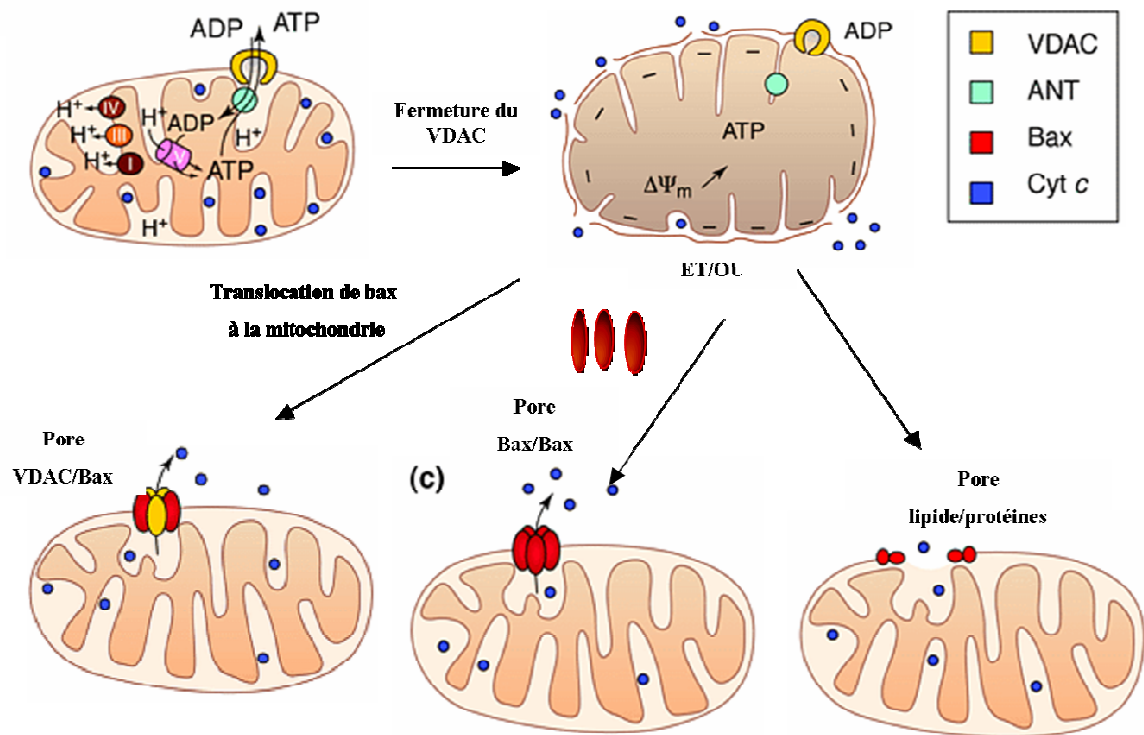 ADP
ATP
H⁺
IV
H⁺
III
H⁺
I
H⁺
ADP
V
ATP
H⁺
H⁺
Fermeture du
VDAC
ADP
ATP
ΔΨm
VDAC
ANT
Bax
Cyt c
ET/OU
Translocation de bax
à la mitochondrie
Pore
VDAC/Bax
(c)
Pore
Bax/Bax
Pore
lipide/protéines